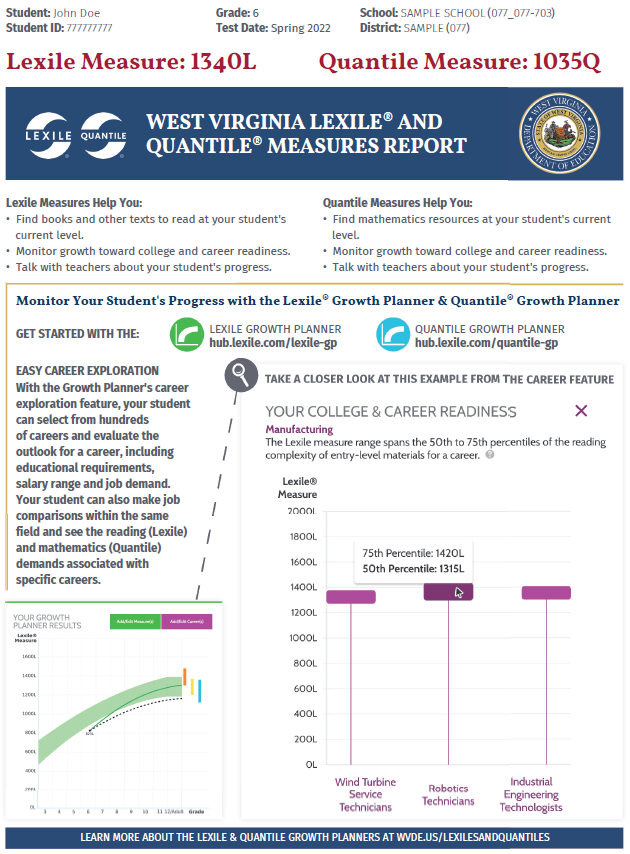 Student: John Doe
Student ID: 777777777
Grade: 6
Test Date: Spring 2022
School: SAMPLE SCHOOL (077_077-703)
District: SAMPLE (077)
Lexile Measure: 1340L
Quantile Measure: 1035Q
LEXILE
®
QUANTILE
®
WEST VIRGINIA LEXILE® AND
QUANTILE® MEASURES REPORT
WEST VIRGINIA
DEPARTMENT OF EDUCATION
STATE OF WEST VIRGINIA
Lexile Measures Help You:
• Find books and other texts to read at your student's
current level.
• Monitor growth toward college and career readiness.
• Talk with teachers about your student's progress.
Quantile Measures Help You:
• Find mathematics resources at your student's current
level.
• Monitor growth toward college and career readiness.
• Talk with teachers about your student's progress.
Monitor Your Student's Progress with the Lexile® Growth Planner & Quantile® Growth Planner
GET STARTED WITH THE:
LEXILE GROWTH PLANNER
hub.lexile.com/lexile-gp
QUANTILE GROWTH PLANNER
hub.lexile.com/quantile-gp
EASY CAREER EXPLORATION
With the Growth Planner's career
exploration feature, your student
can select from hundreds
of careers and evaluate the
outlook for a career, including
educational requirements,
salary range and job demand.
Your student can also make job
comparisons within the same
field and see the reading (Lexile)
and mathematics (Quantile)
demands associated with
specific careers.
TAKE A CLOSER LOOK AT THIS EXAMPLE FROM THE CAREER FEATURE
YOUR COLLEGE & CAREER READINESS
Manufacturing
The Lexile measure range spans the 50th to 75th percentiles of the reading
complexity of entry-level materials for a career. ?
Lexile®
Measure
2000L
1800L
1600L
1400L
1200L
1000L
800L
600L
400L
200L
0L
75th Percentile: 1420L
50th Percentile: 1315L
Wind Turbine
Service
Technicians
Robotics
Technicians
Industrial
Engineering
Technologists
YOUR GROWTH
PLANNER RESULTS
Add/Edit Measure(s)
Add/Edit Career(s)
Lexile®
Measure
1600L
1400L
1200L
1000L
800L
600L
400L
200L
0L
3 4 5 6 7 8 9 10 11 12/Adult Grade
LEARN MORE ABOUT THE LEXILE & QUANTILE GROWTH PLANNERS AT WVDE.US/LEXILESANDQUANTILES